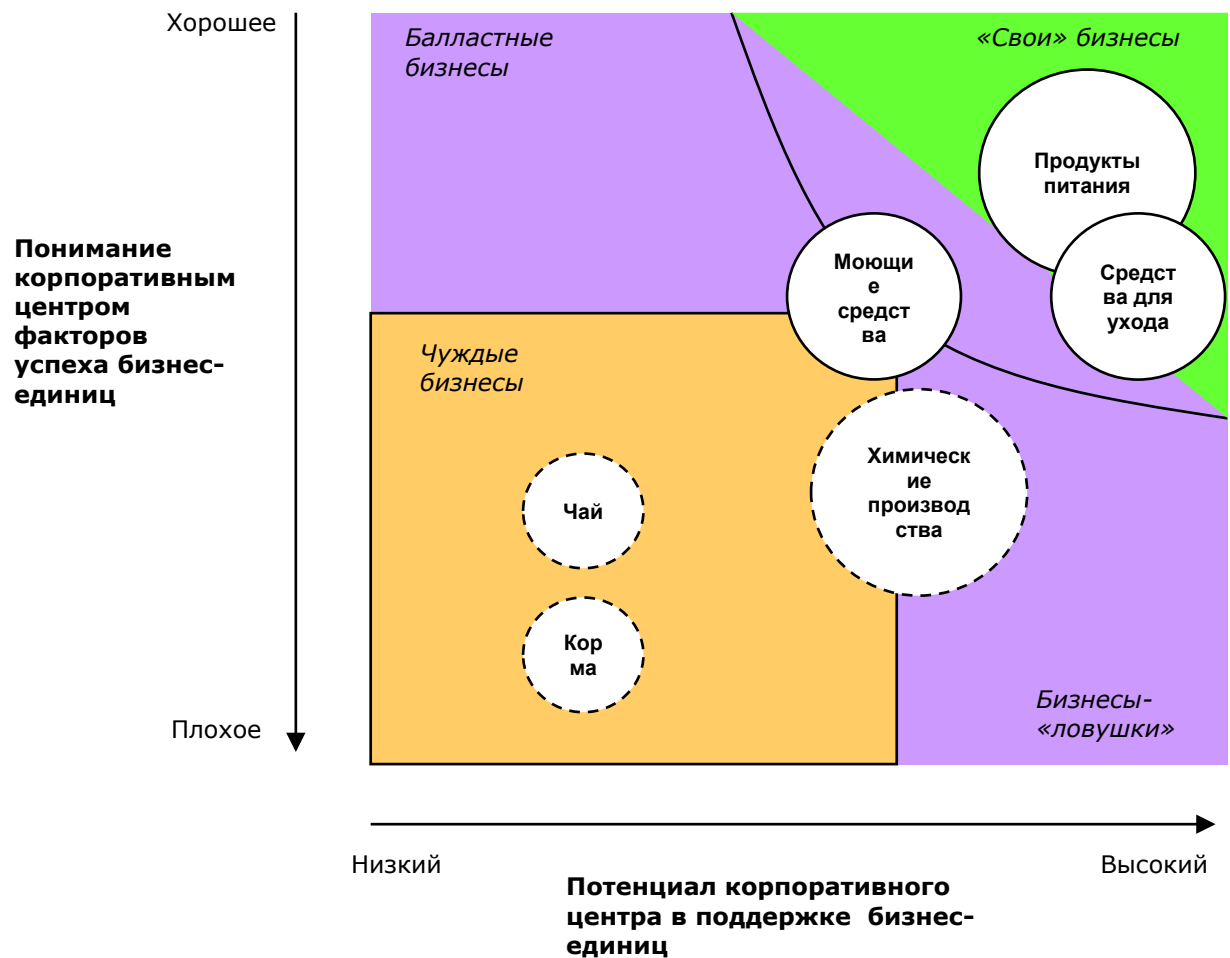 Хорошее
Балластные
бизнесы
«Свои» бизнесы
Продукты
питания
Понимание
корпоративным
центром
факторов
успеха бизнес-
единиц
Моющи
е
средст
ва
Средст
ва для
ухода
Чуждые
бизнесы
Химическ
ие
производ
ства
Чай
Кор
ма
Плохое
Бизнесы-
«ловушки»
Низкий
Высокий
Потенциал корпоративного
центра в поддержке бизнес-
единиц